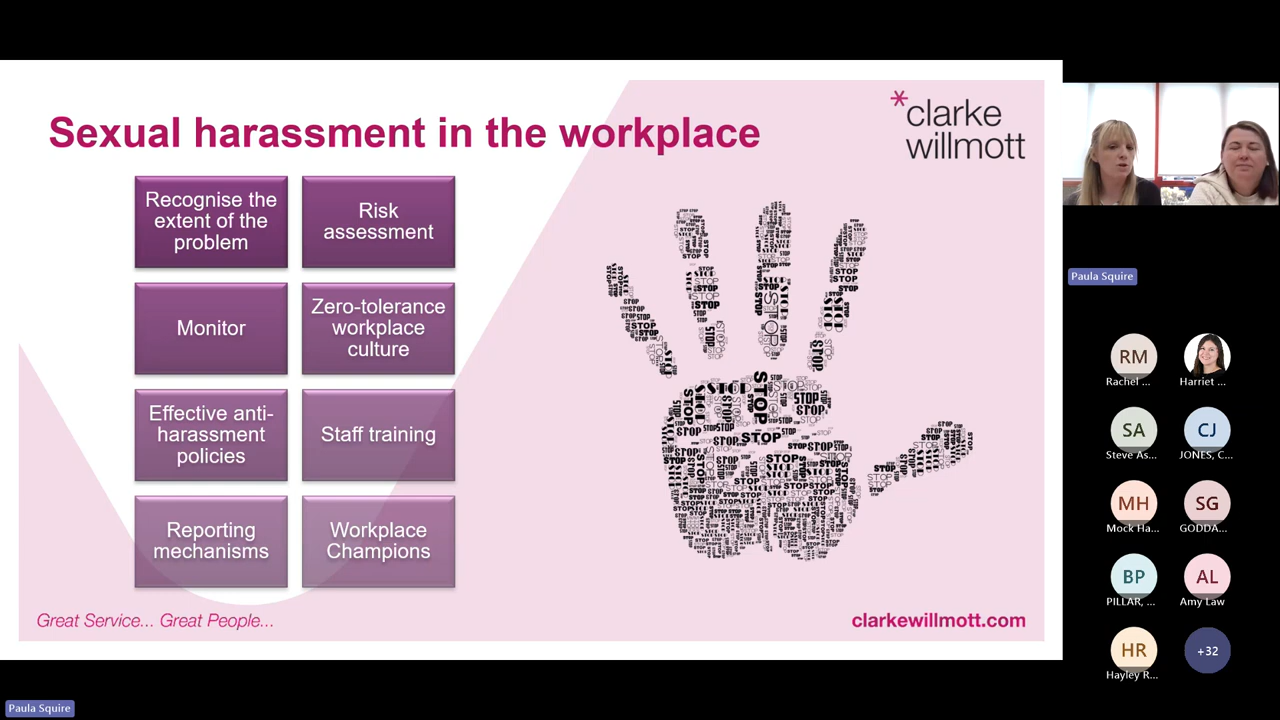 Sexual harassment in the workplace
*clarke
willmott
Recognise the
extent of the
problem
Risk
assessment
Monitor
Zero-tolerance
workplace
culture
Effective anti-
harassment
policies
Staff training
Reporting
mechanisms
Workplace
Champions
STOP
Great Service... Great People...
clarkewillmott.com
Paula Squire
RM
Rachel ...
Harriet ...
SA
Steve As...
CJ
JONES, C...
MH
Mock Ha...
SG
GODDA...
BP
PILLAR, ...
AL
Amy Law
HR
Hayley R...
+32
Paula Squire